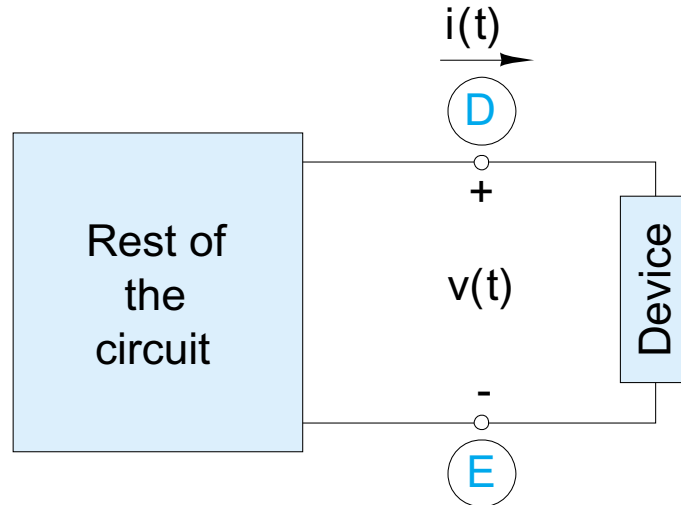 i(t)
D
+
Rest of
the
circuit
v(t)
Device
-
E